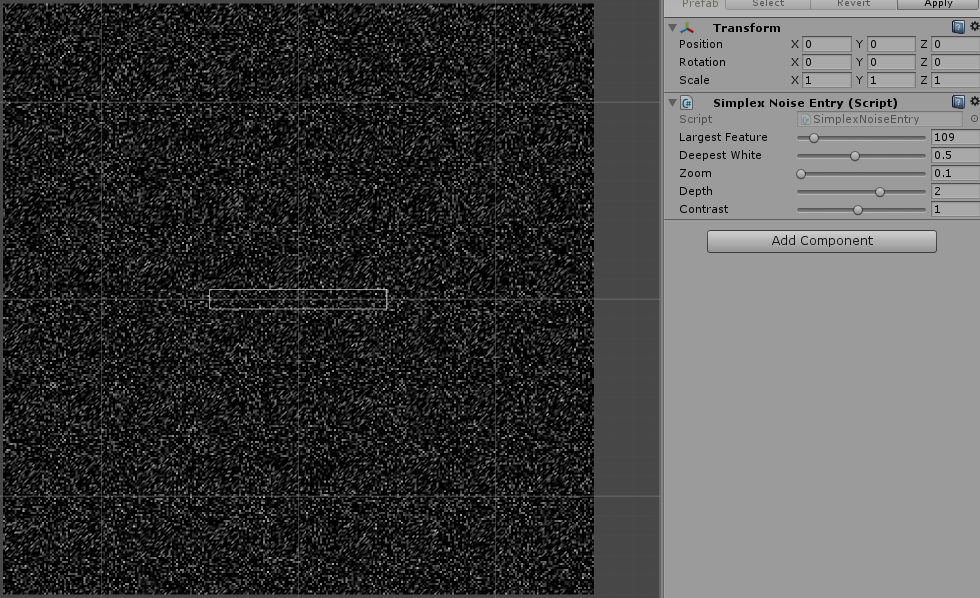 Prefab Select Revert Apply
Transform
Position X 0 Y 0 Z 0
Rotation X 0 Y 0 Z 0
Scale X 1 Y 1 Z 1
Simplex Noise Entry (Script)
Script SimplexNoiseEntry
Largest Feature 109
Deepest White 0.5
Zoom 0.1
Depth 2
Contrast 1
Add Component